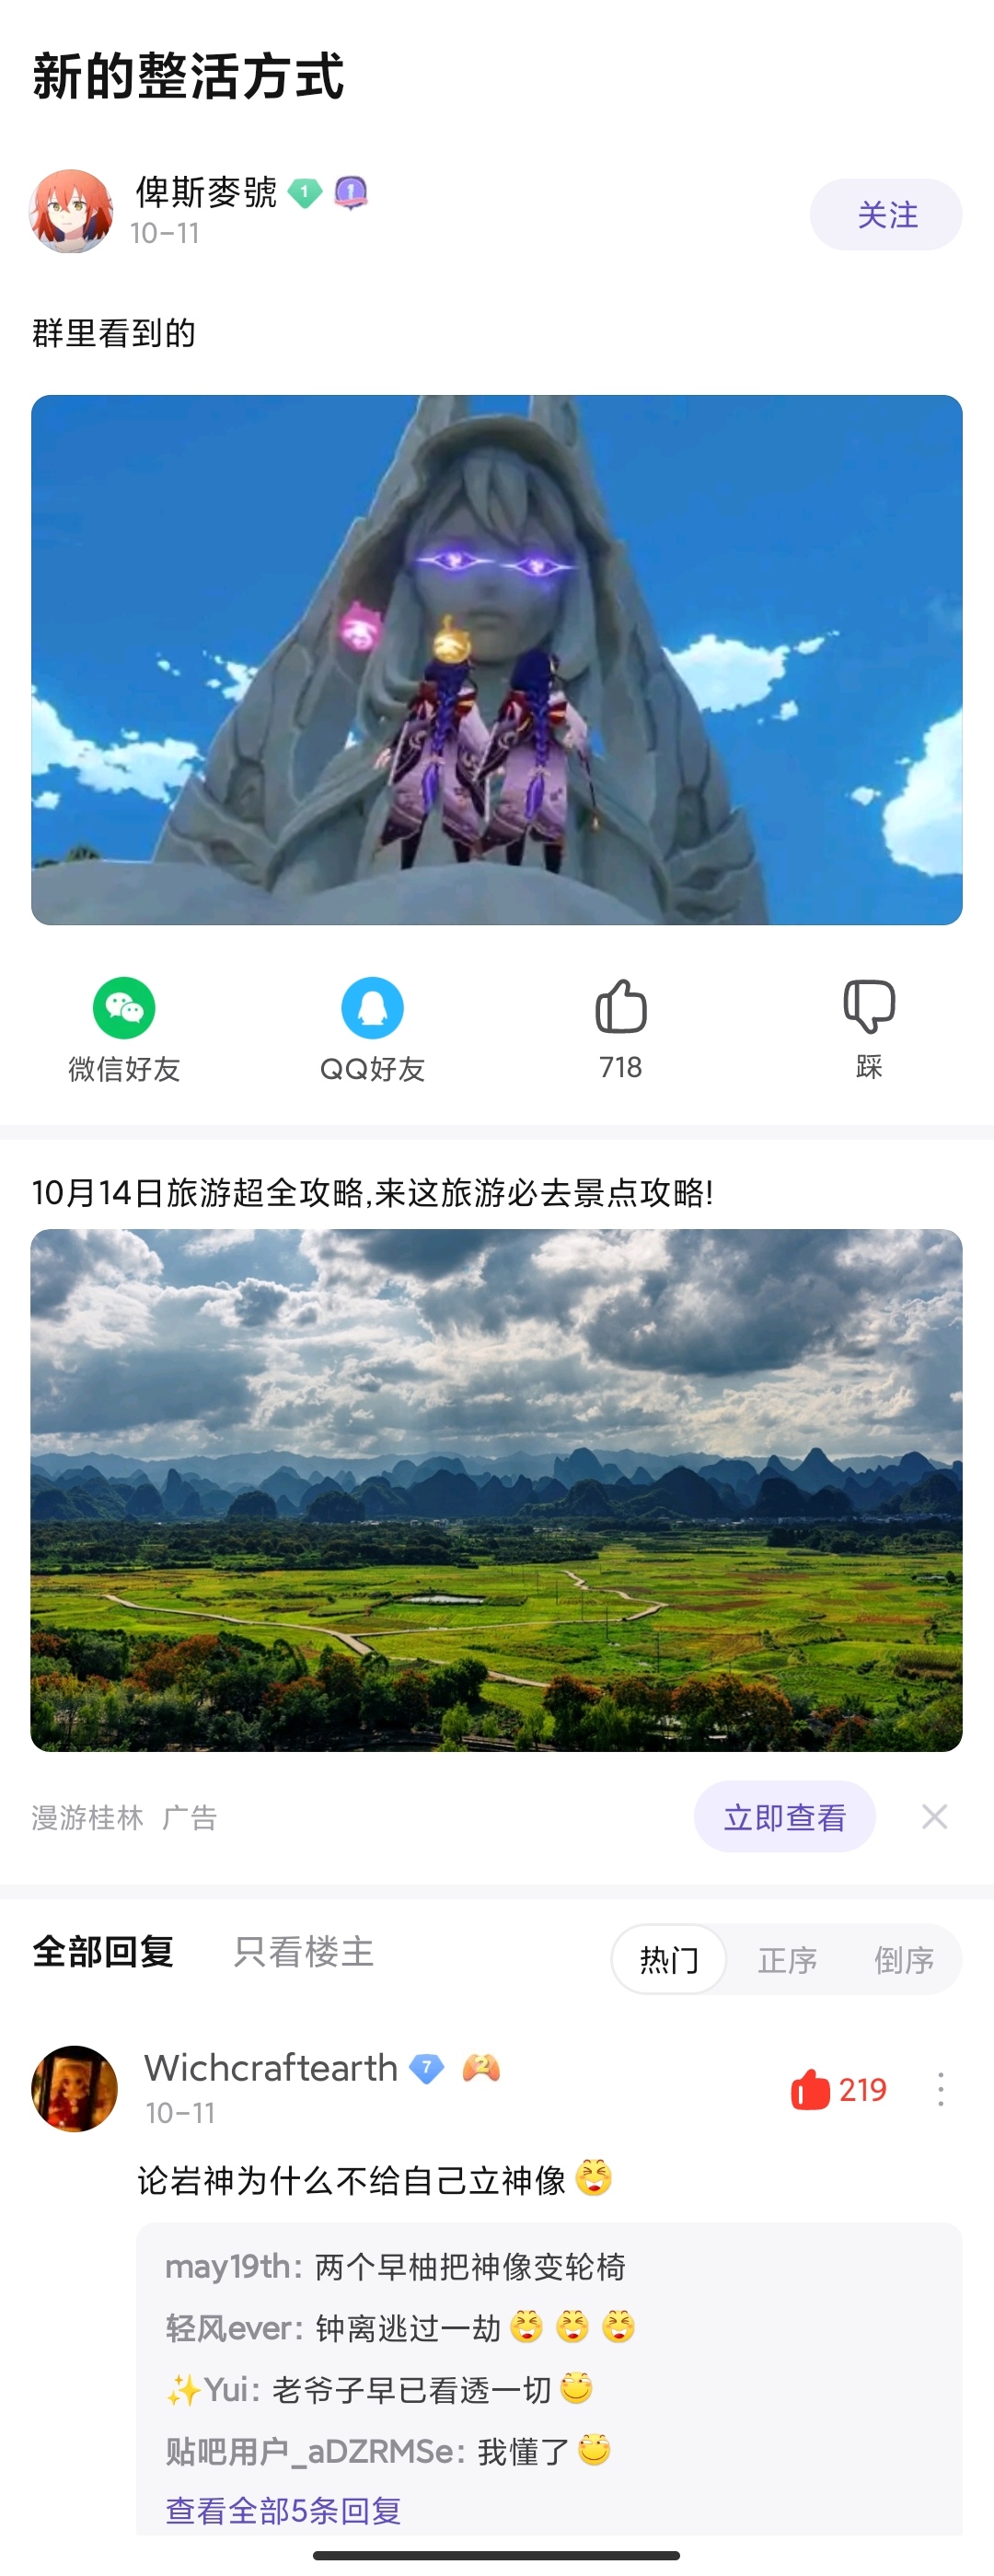 新的整活方式
俾斯麥號 1 1
10-11
关注
群里看到的
微信好友
QQ好友
718
踩
10月14日旅游超全攻略,来这旅游必去景点攻略!
漫游桂林 广告
立即查看
全部回复 只看楼主
热门 正序 倒序
Wichcraftearth 7 2
10-11
219
论岩神为什么不给自己立神像😆
may19th: 两个早柚把神像变轮椅
轻风ever: 钟离逃过一劫😆😆😆
✨Yui: 老爷子早已看透一切😄
贴吧用户_aDZRMSe: 我懂了😄
查看全部5条回复